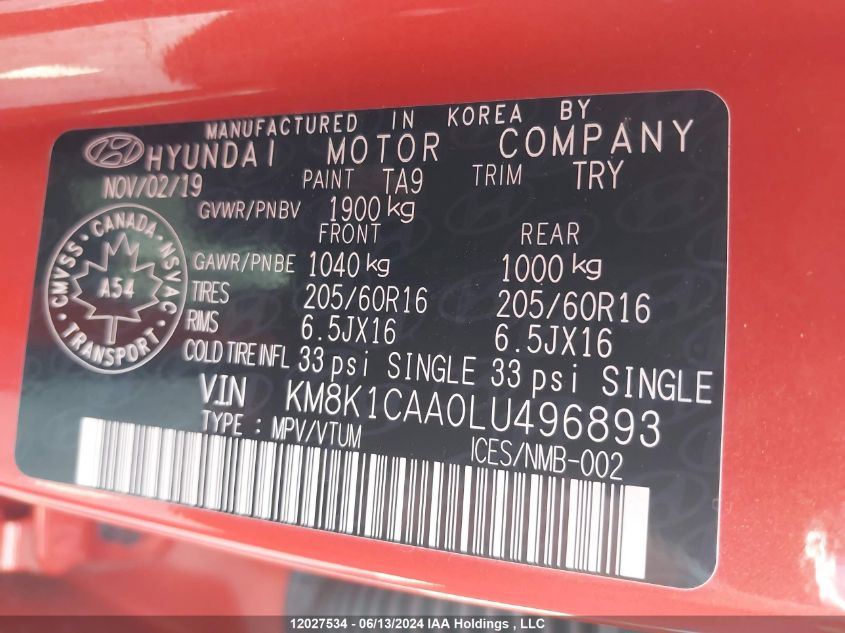 MANUFACTURED IN KOREA BY
HYUNDAI MOTOR COMPANY
NOV/02/19 PAINT TA9 TRIM TRY
GVWR/PNBV 1900 kg
FRONT REAR
GAWR/PNBE 1040 kg 1000 kg
TIRES 205/60R16 205/60R16
RIMS 6.5JX16 6.5JX16
COLD TIRE INFL 33 psi SINGLE 33 psi SINGLE
VIN KM8K1CAA0LU496893
TYPE : MPV/VTUM ICES/NMB-002
CMVSS • CANADA • NSVAC
A54
• TRANSPORT •
12027534 - 06/13/2024 IAA Holdings , LLC